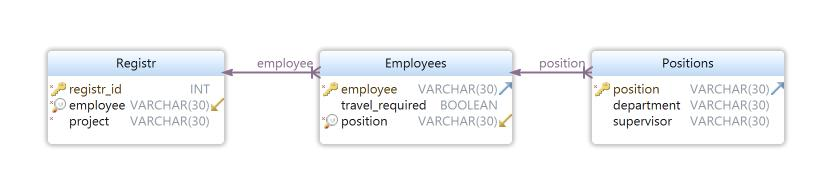 Registr
registr_id INT
employee VARCHAR(30)
project VARCHAR(30)
employee
Employees
employee VARCHAR(30)
travel_required BOOLEAN
position VARCHAR(30)
position
Positions
position VARCHAR(30)
department VARCHAR(30)
supervisor VARCHAR(30)